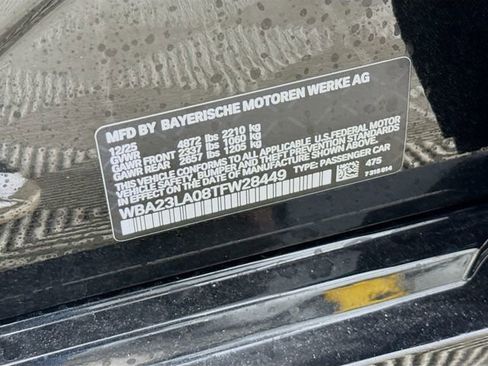 MFD BY BAYERISCHE MOTOREN WERKE AG
12/25
GVWR 4872 lbs 2210 kg
GAWR FRONT 2337 lbs 1060 kg
GAWR REAR 2657 lbs 1205 kg
THIS VEHICLE CONFORMS TO ALL APPLICABLE U.S. FEDERAL MOTOR
VEHICLE SAFETY, BUMPER, AND THEFT PREVENTION STANDARDS
IN EFFECT ON THE DATE OF MANUFACTURE SHOWN ABOVE.
WBA23LA08TFW28449 TYPE: PASSENGER CAR
475
7 318 614